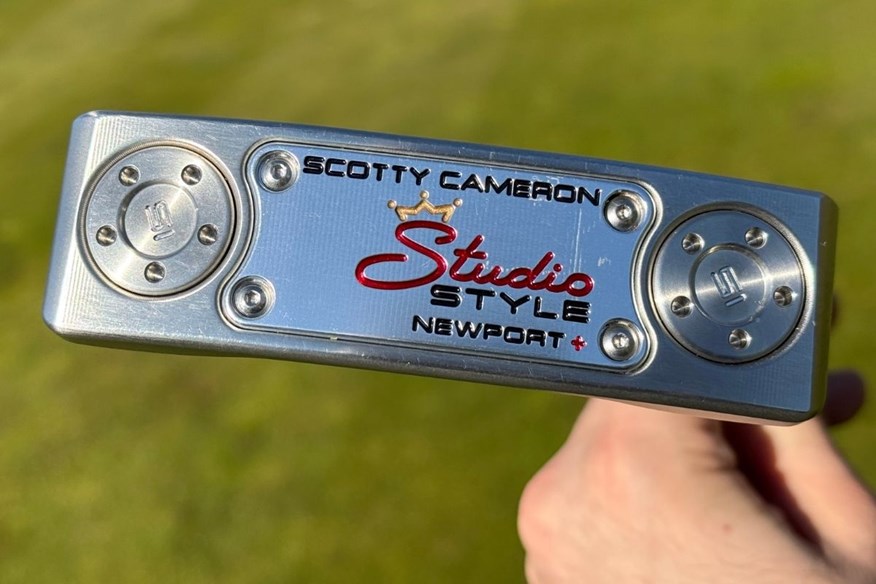 SCOTTY CAMERON
Studio
STYLE
NEWPORT +